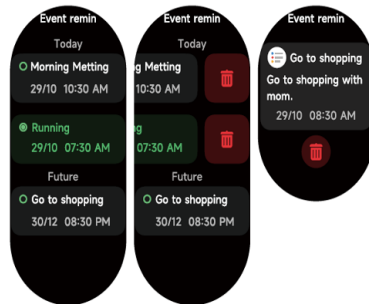 Event remin
Today
Morning Metting
29/10 10:30 AM
Running
29/10 07:30 AM
Future
Go to shopping
30/12 08:30 PM
Event remin
Today
g Metting
10:30 AM
ng
07:30 AM
Future
Go to shopping
30/12 08:30 PM
Event remin
Go to shopping
Go to shopping with
mom.
29/10 08:30 AM